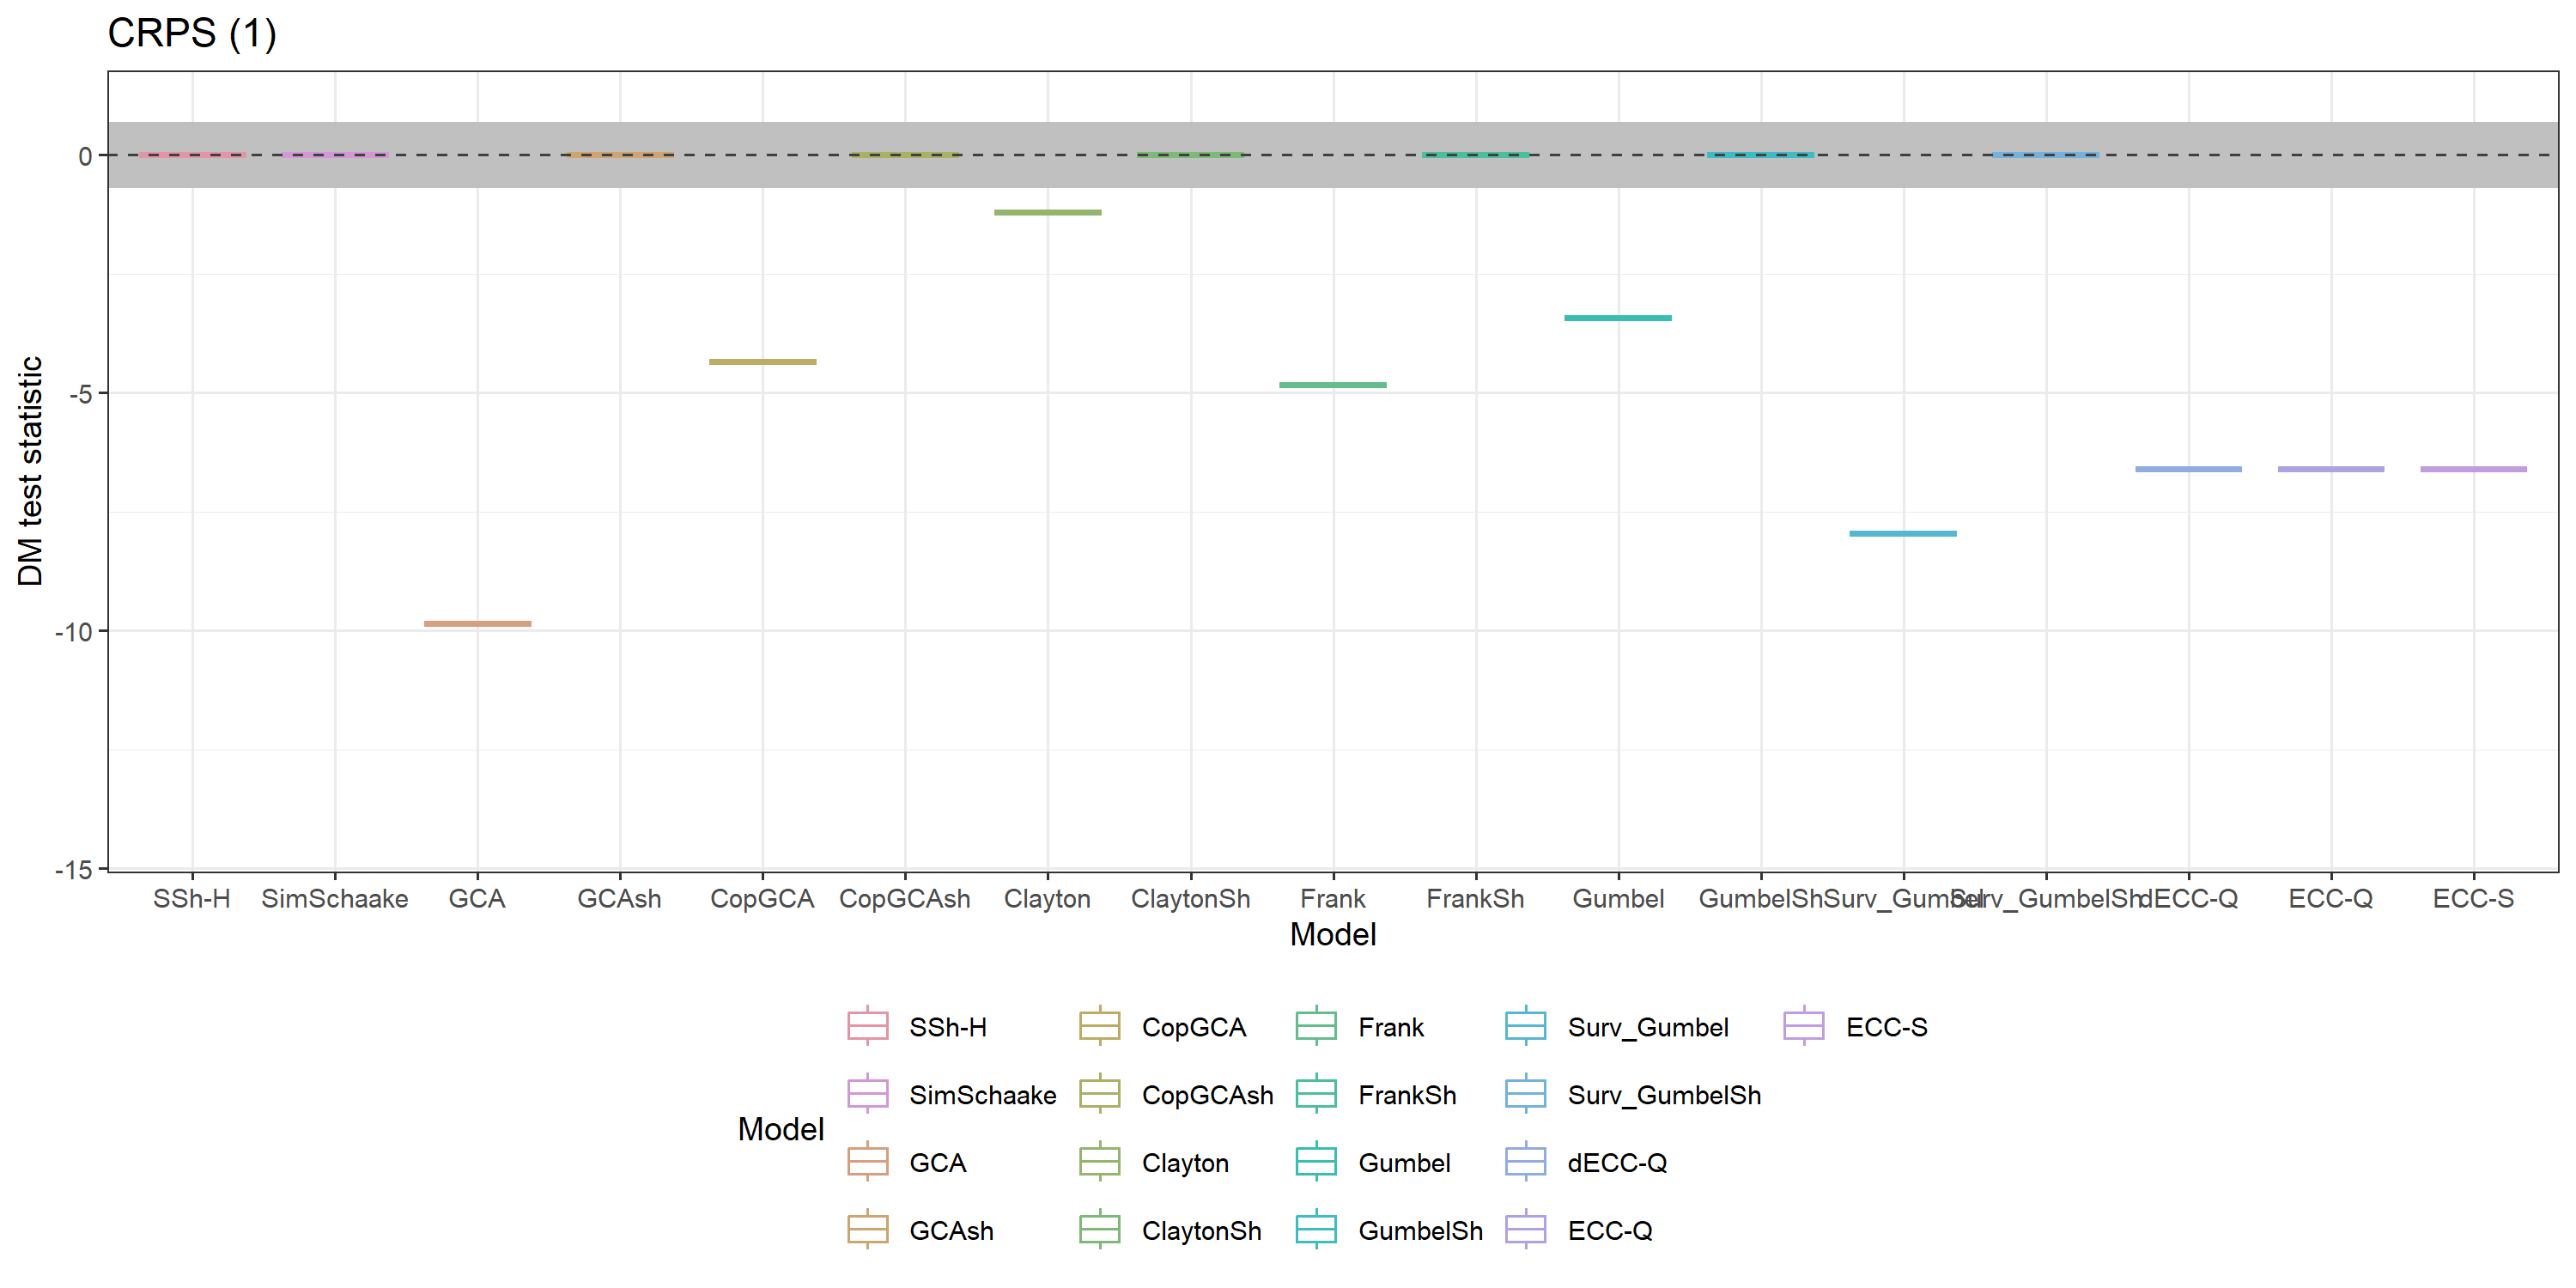 CRPS (1)
DM test statistic
0
-5
-10
-15
SSh-H SimSchaake GCA GCAsh CopGCA CopGCAsh Clayton ClaytonSh Frank FrankSh Gumbel GumbelSh Surv_Gumbel Surv_GumbelSh dECC-Q ECC-Q ECC-S
Model
Model
SSh-H CopGCA Frank Surv_Gumbel ECC-S
SimSchaake CopGCAsh FrankSh Surv_GumbelSh
GCA Clayton Gumbel dECC-Q
GCAsh ClaytonSh GumbelSh ECC-Q